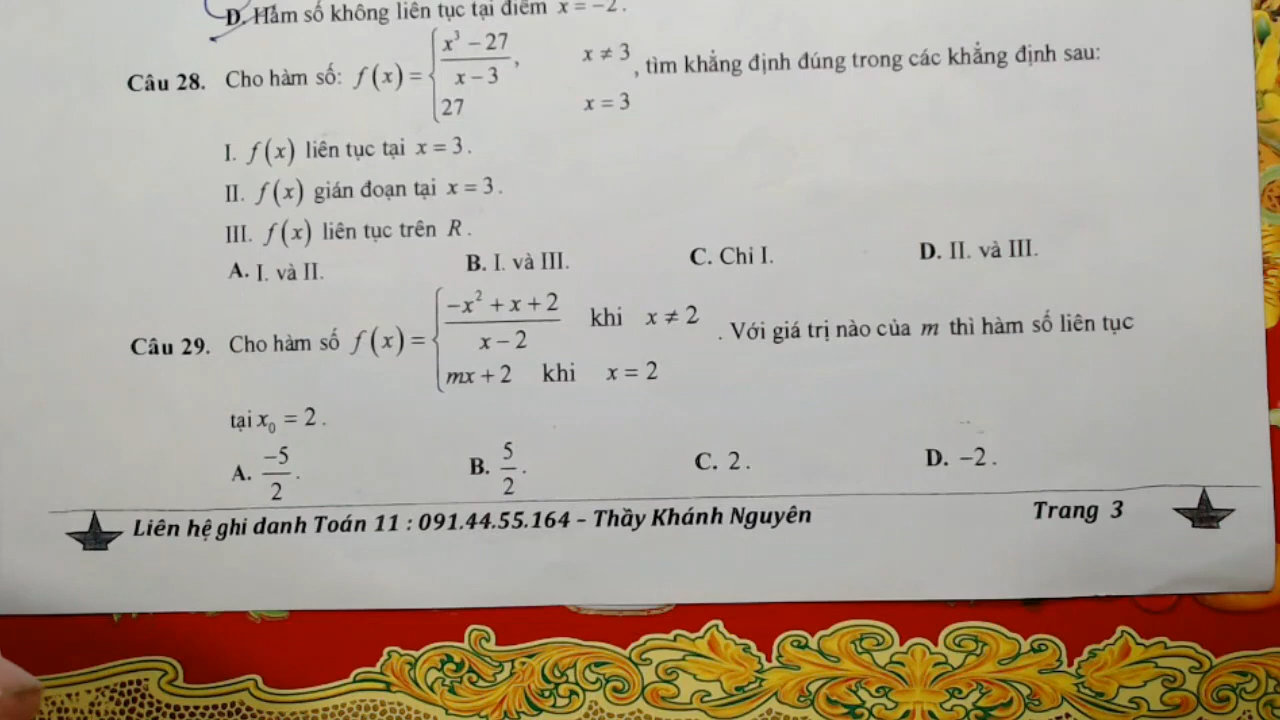 D. Hàm số không liên tục tại điểm x = −2.
Câu 28. Cho hàm số: f(x) = { (x³ − 27)/(x − 3), x ≠ 3; 27 x = 3 , tìm khẳng định đúng trong các khẳng định sau:
I. f(x) liên tục tại x = 3.
II. f(x) gián đoạn tại x = 3.
III. f(x) liên tục trên R.
A. I. và II. B. I. và III. C. Chỉ I. D. II. và III.
Câu 29. Cho hàm số f(x) = { (−x² + x + 2)/(x − 2) khi x ≠ 2; mx + 2 khi x = 2 . Với giá trị nào của m thì hàm số liên tục
tại x₀ = 2.
A. −5/2. B. 5/2. C. 2. D. −2.
Liên hệ ghi danh Toán 11 : 091.44.55.164 – Thầy Khánh Nguyên Trang 3